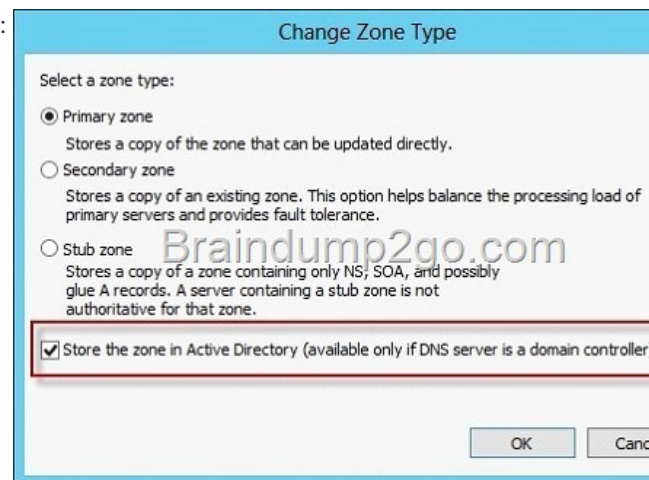 :
Change Zone Type
Select a zone type:
Primary zone
Stores a copy of the zone that can be updated directly.
Secondary zone
Stores a copy of an existing zone. This option helps balance the processing load of
primary servers and provides fault tolerance.
Stub zone
Braindump2go.com
Stores a copy of a zone containing only NS, SOA, and possibly
glue A records. A server containing a stub zone is not
authoritative for that zone.
Store the zone in Active Directory (available only if DNS server is a domain controller
OK
Canc